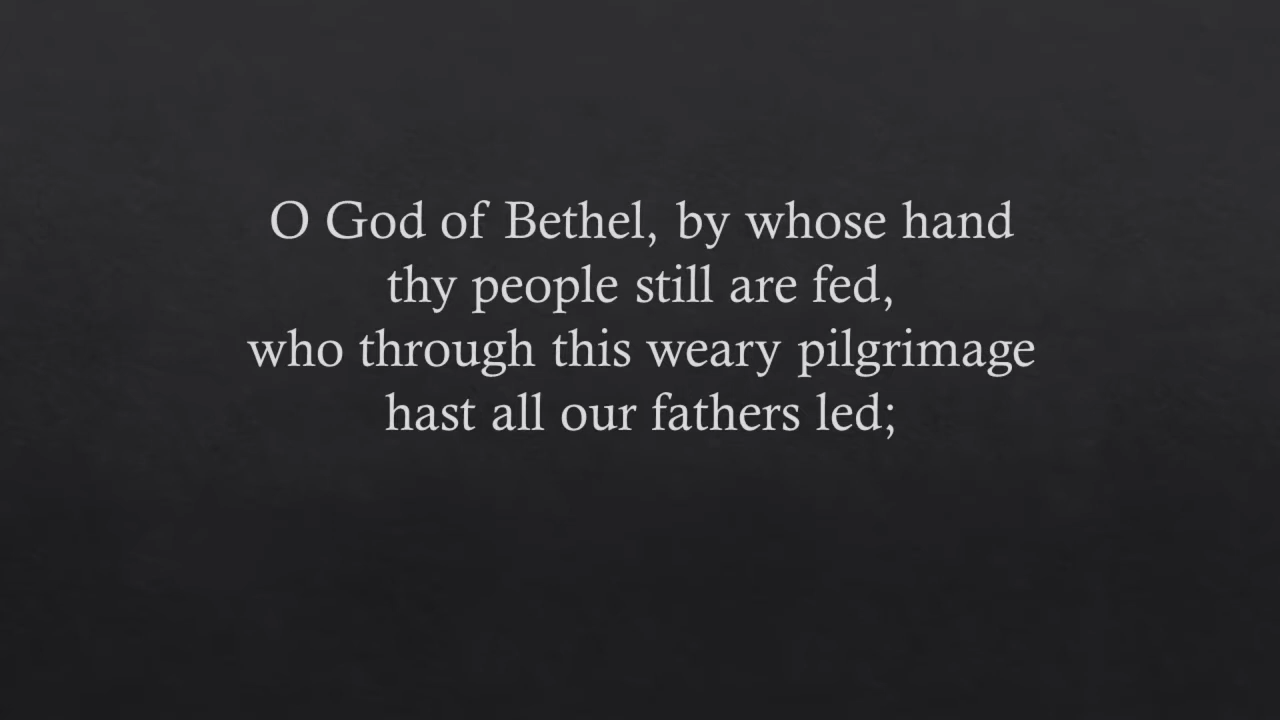 O God of Bethel, by whose hand
thy people still are fed,
who through this weary pilgrimage
hast all our fathers led;